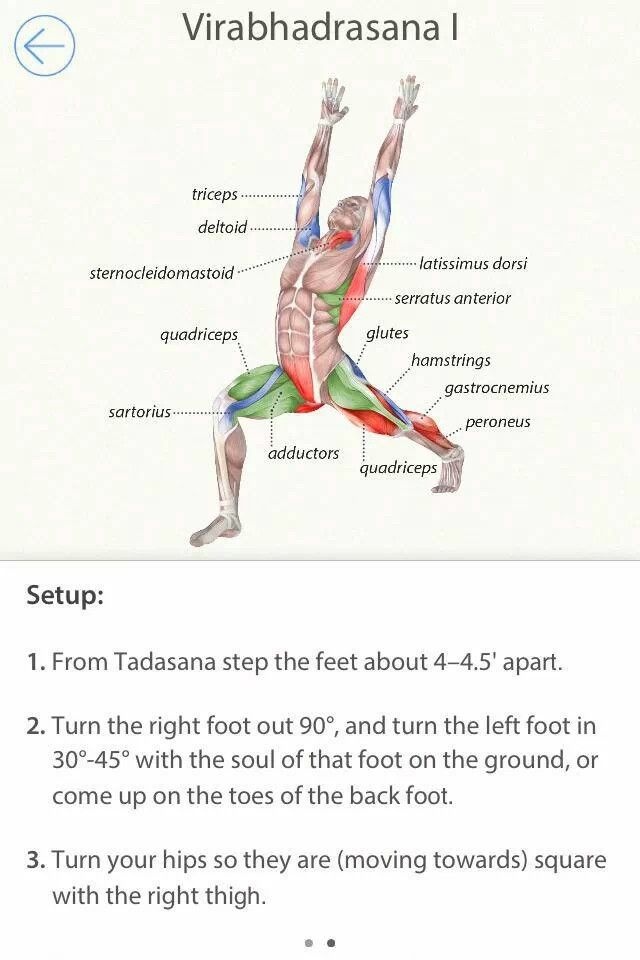 Virabhadrasana I
triceps
deltoid
sternocleidomastoid
latissimus dorsi
serratus anterior
quadriceps
glutes
hamstrings
gastrocnemius
sartorius
peroneus
adductors
quadriceps
Setup:
1. From Tadasana step the feet about 4–4.5' apart.
2. Turn the right foot out 90°, and turn the left foot in
30°-45° with the soul of that foot on the ground, or
come up on the toes of the back foot.
3. Turn your hips so they are (moving towards) square
with the right thigh.